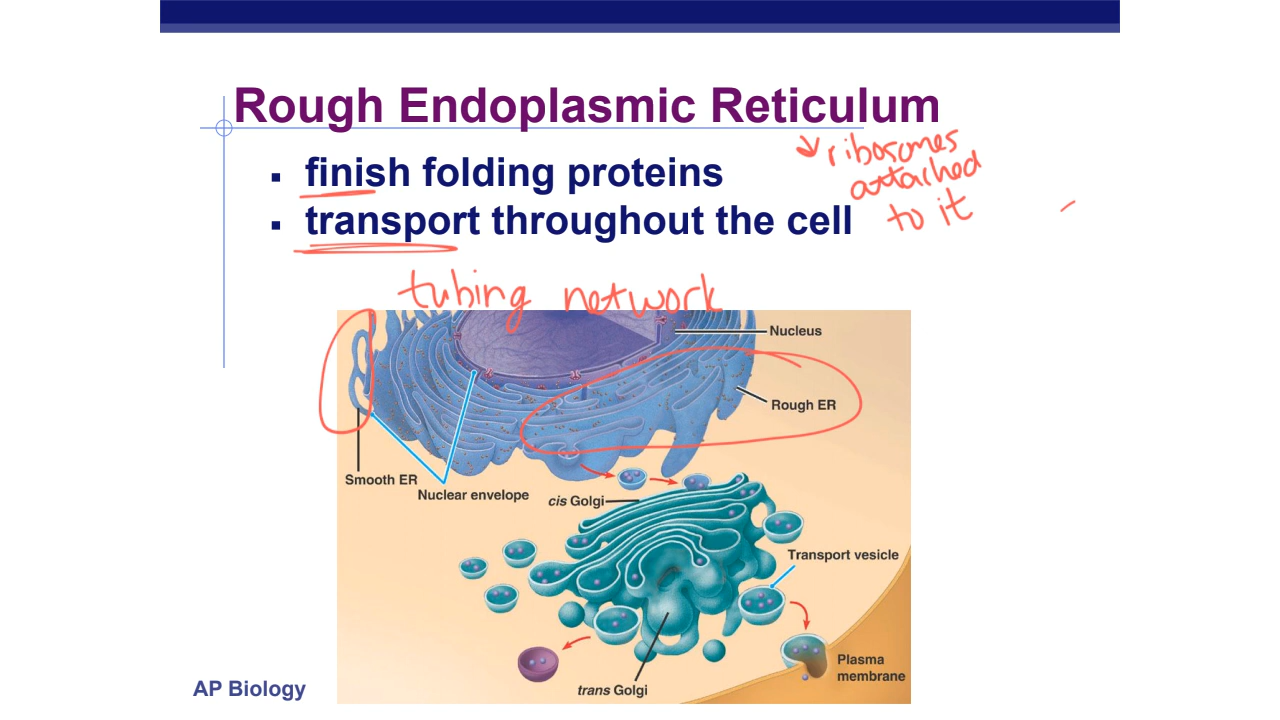 Rough Endoplasmic Reticulum
▪ finish folding proteins
▪ transport throughout the cell
ribosomes
attached
to it
tubing network
Nucleus
Rough ER
Smooth ER
Nuclear envelope
cis Golgi
Transport vesicle
Plasma
membrane
trans Golgi
AP Biology